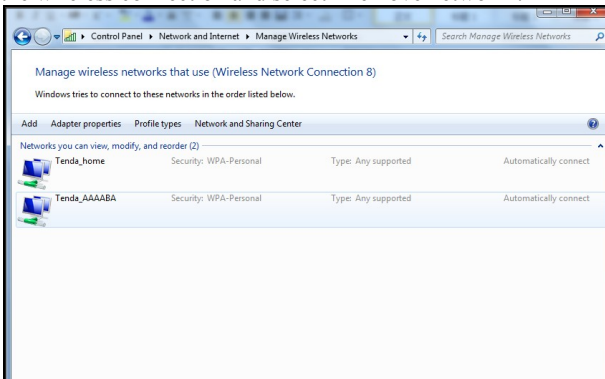 Control Panel ▸ Network and Internet ▸ Manage Wireless Networks
Search Manage Wireless Networks
Manage wireless networks that use (Wireless Network Connection 8)
Windows tries to connect to these networks in the order listed below.
Add Adapter properties Profile types Network and Sharing Center
Networks you can view, modify, and reorder (2)
Tenda_home Security: WPA-Personal Type: Any supported Automatically connect
Tenda_AAAABA Security: WPA-Personal Type: Any supported Automatically connect